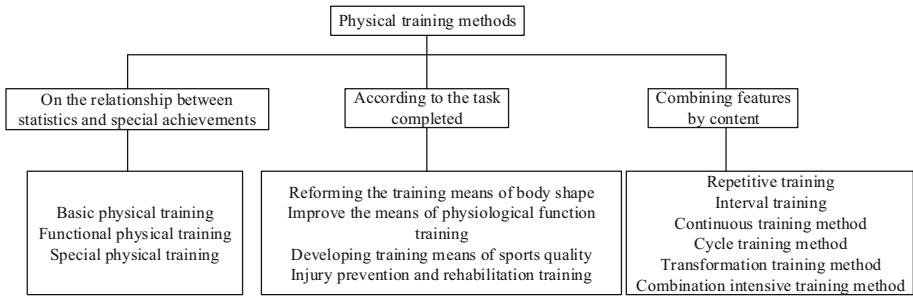 Physical training methods
On the relationship between
statistics and special achievements
According to the task
completed
Combining features
by content
Basic physical training
Functional physical training
Special physical training
Reforming the training means of body shape
Improve the means of physiological function
training
Developing training means of sports quality
Injury prevention and rehabilitation training
Repetitive training
Interval training
Continuous training method
Cycle training method
Transformation training method
Combination intensive training method